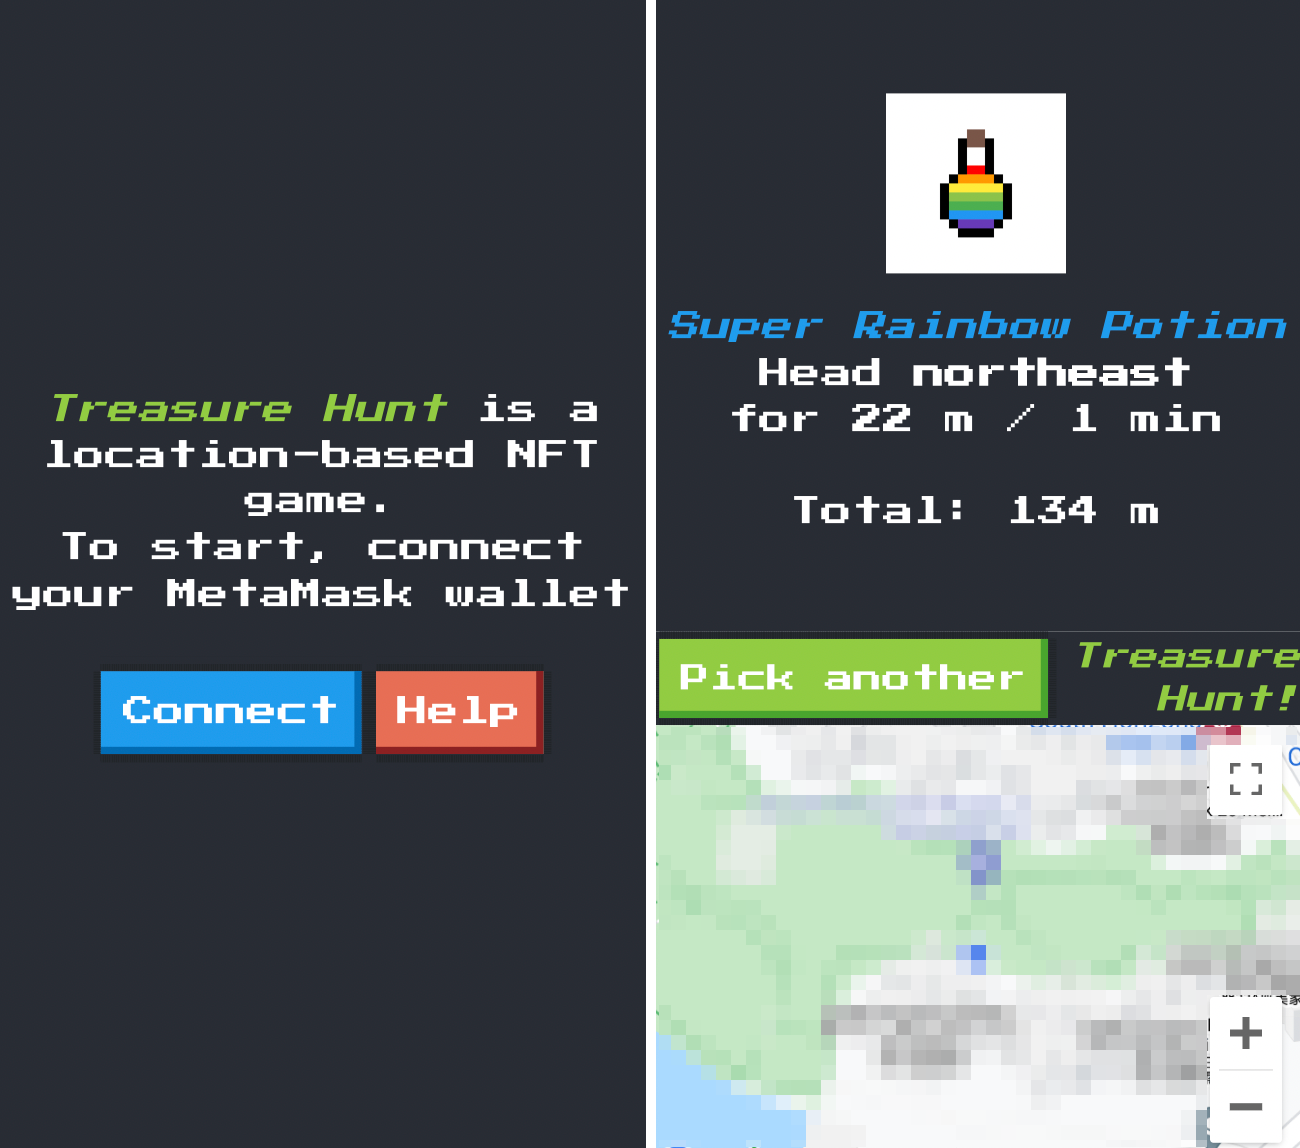 Treasure Hunt is a
location-based NFT
game.
To start, connect
your MetaMask wallet
Connect
Help
Super Rainbow Potion
Head northeast
for 22 m / 1 min
Total: 134 m
Pick another
Treasure
Hunt!